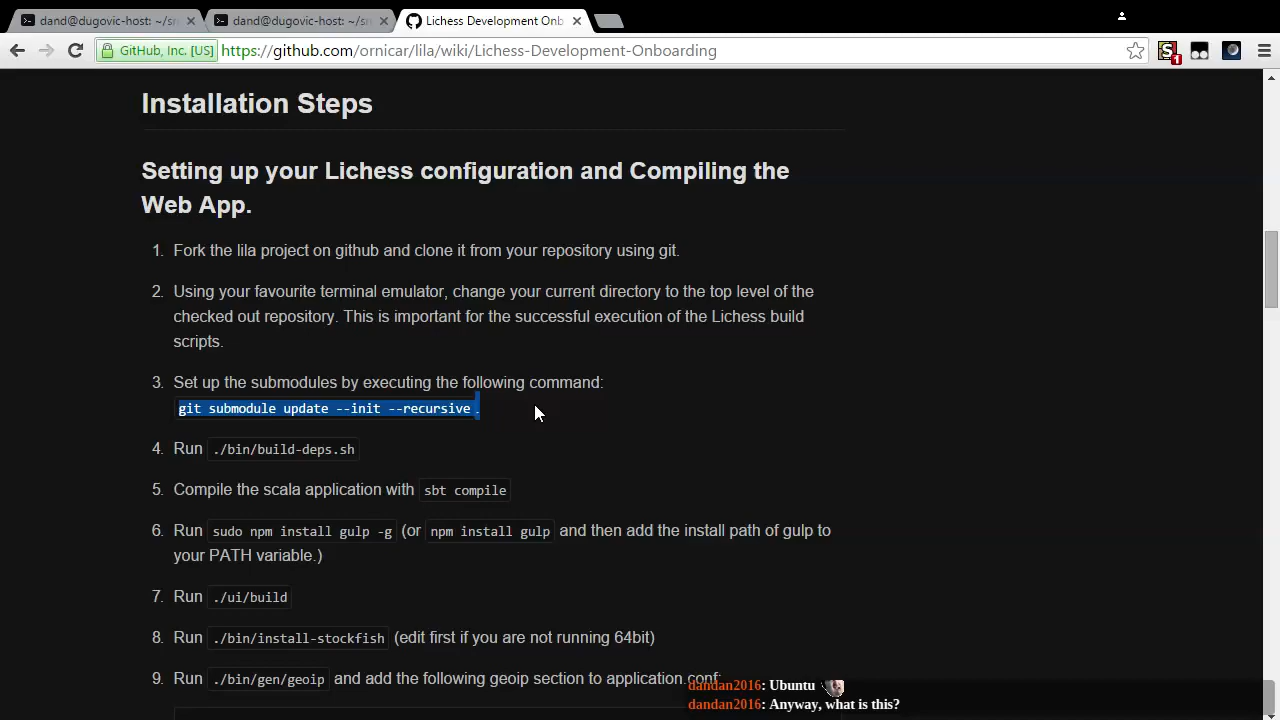 dand@dugovic-host: ~/sr
dand@dugovic-host: ~/sr
Lichess Development Onb
GitHub, Inc. [US]
https://github.com/ornicar/lila/wiki/Lichess-Development-Onboarding
1
Installation Steps
Setting up your Lichess configuration and Compiling the
Web App.
1. Fork the lila project on github and clone it from your repository using git.
2. Using your favourite terminal emulator, change your current directory to the top level of the
checked out repository. This is important for the successful execution of the Lichess build
scripts.
3. Set up the submodules by executing the following command:
git submodule update --init --recursive .
4. Run ./bin/build-deps.sh
5. Compile the scala application with sbt compile
6. Run sudo npm install gulp -g (or npm install gulp and then add the install path of gulp to
your PATH variable.)
7. Run ./ui/build
8. Run ./bin/install-stockfish (edit first if you are not running 64bit)
9. Run ./bin/gen/geoip and add the following geoip section to application.conf:
dandan2016: Ubuntu
dandan2016: Anyway, what is this?